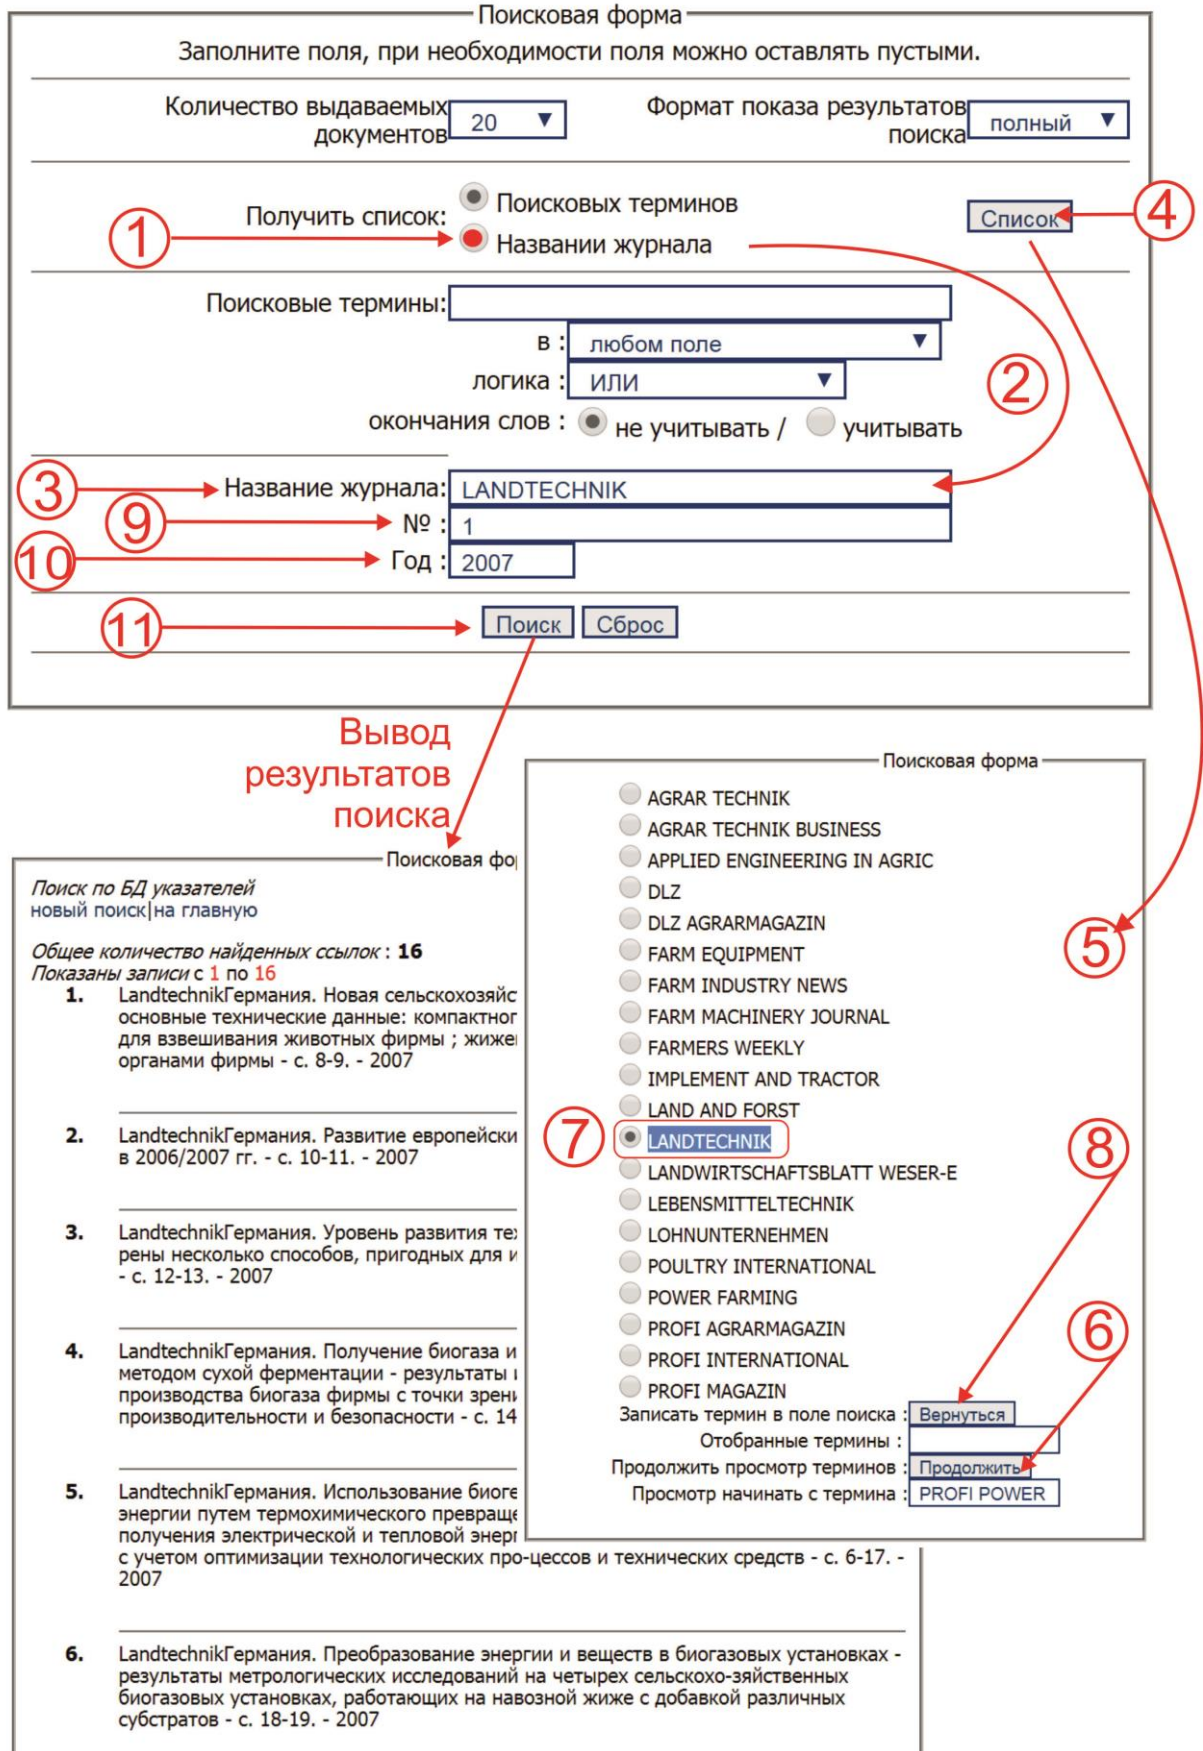 Поисковая форма
Заполните поля, при необходимости поля можно оставлять пустыми.
Количество выдаваемых документов 20 ▼
Формат показа результатов поиска полный ▼
Получить список:
Поисковых терминов
Названии журнала
Список
1
4
Поисковые термины:
в : любом поле ▼
логика : ИЛИ ▼
2
окончания слов : не учитывать / учитывать
3
Название журнала: LANDTECHNIK
9
№ : 1
10
Год : 2007
11
Поиск Сброс
Вывод
результатов
поиска
Поисковая фо
Поиск по БД указателей
новый поиск|на главную
Общее количество найденных ссылок : 16
Показаны записи с 1 по 16
1. LandtechnikГермания. Новая сельскохозяйс
основные технические данные: компактног
для взвешивания животных фирмы ; жиже
органами фирмы - с. 8-9. - 2007
2. LandtechnikГермания. Развитие европейски
в 2006/2007 гг. - с. 10-11. - 2007
3. LandtechnikГермания. Уровень развития те
рены несколько способов, пригодных для и
- с. 12-13. - 2007
4. LandtechnikГермания. Получение биогаза и
методом сухой ферментации - результаты
производства биогаза фирмы с точки зрени
производительности и безопасности - с. 14
5. LandtechnikГермания. Использование биоге
энергии путем термохимического превраще
получения электрической и тепловой энерг
с учетом оптимизации технологических про-цессов и технических средств - с. 6-17. -
2007
6. LandtechnikГермания. Преобразование энергии и веществ в биогазовых установках -
результаты метрологических исследований на четырех сельскохо-зяйственных
биогазовых установках, работающих на навозной жиже с добавкой различных
субстратов - с. 18-19. - 2007
Поисковая форма
AGRAR TECHNIK
AGRAR TECHNIK BUSINESS
APPLIED ENGINEERING IN AGRIC
DLZ
DLZ AGRARMAGAZIN
FARM EQUIPMENT
5
FARM INDUSTRY NEWS
FARM MACHINERY JOURNAL
FARMERS WEEKLY
IMPLEMENT AND TRACTOR
LAND AND FORST
7
LANDTECHNIK
8
LANDWIRTSCHAFTSBLATT WESER-E
LEBENSMITTELTECHNIK
LOHNUNTERNEHMEN
POULTRY INTERNATIONAL
POWER FARMING
PROFI AGRARMAGAZIN
6
PROFI INTERNATIONAL
PROFI MAGAZIN
Записать термин в поле поиска : Вернуться
Отобранные термины :
Продолжить просмотр терминов : Продолжить
Просмотр начинать с термина : PROFI POWER